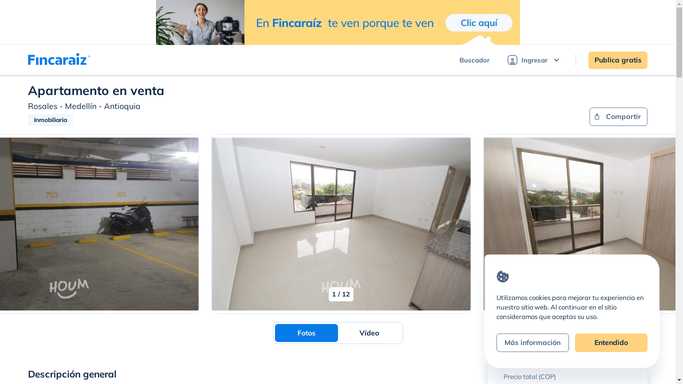 En Fincaraíz te ven porque te ven
Clic aquí
Fincaraiz
Buscador
Ingresar
Publica gratis
Apartamento en venta
Rosales - Medellín - Antioquia
Inmobiliaria
Compartir
HOUM
HOUM
1 / 12
Fotos
Vídeo
Utilizamos cookies para mejorar tu experiencia en
nuestro sitio web. Al continuar en el sitio
consideramos que aceptas su uso.
Más información
Entendido
Descripción general
Precio total (COP)